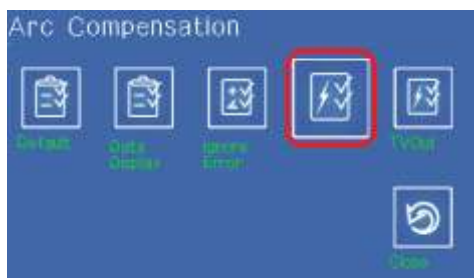 Arc Compensation
Default
Data
Display
Ignore
Error
TVOut
Close